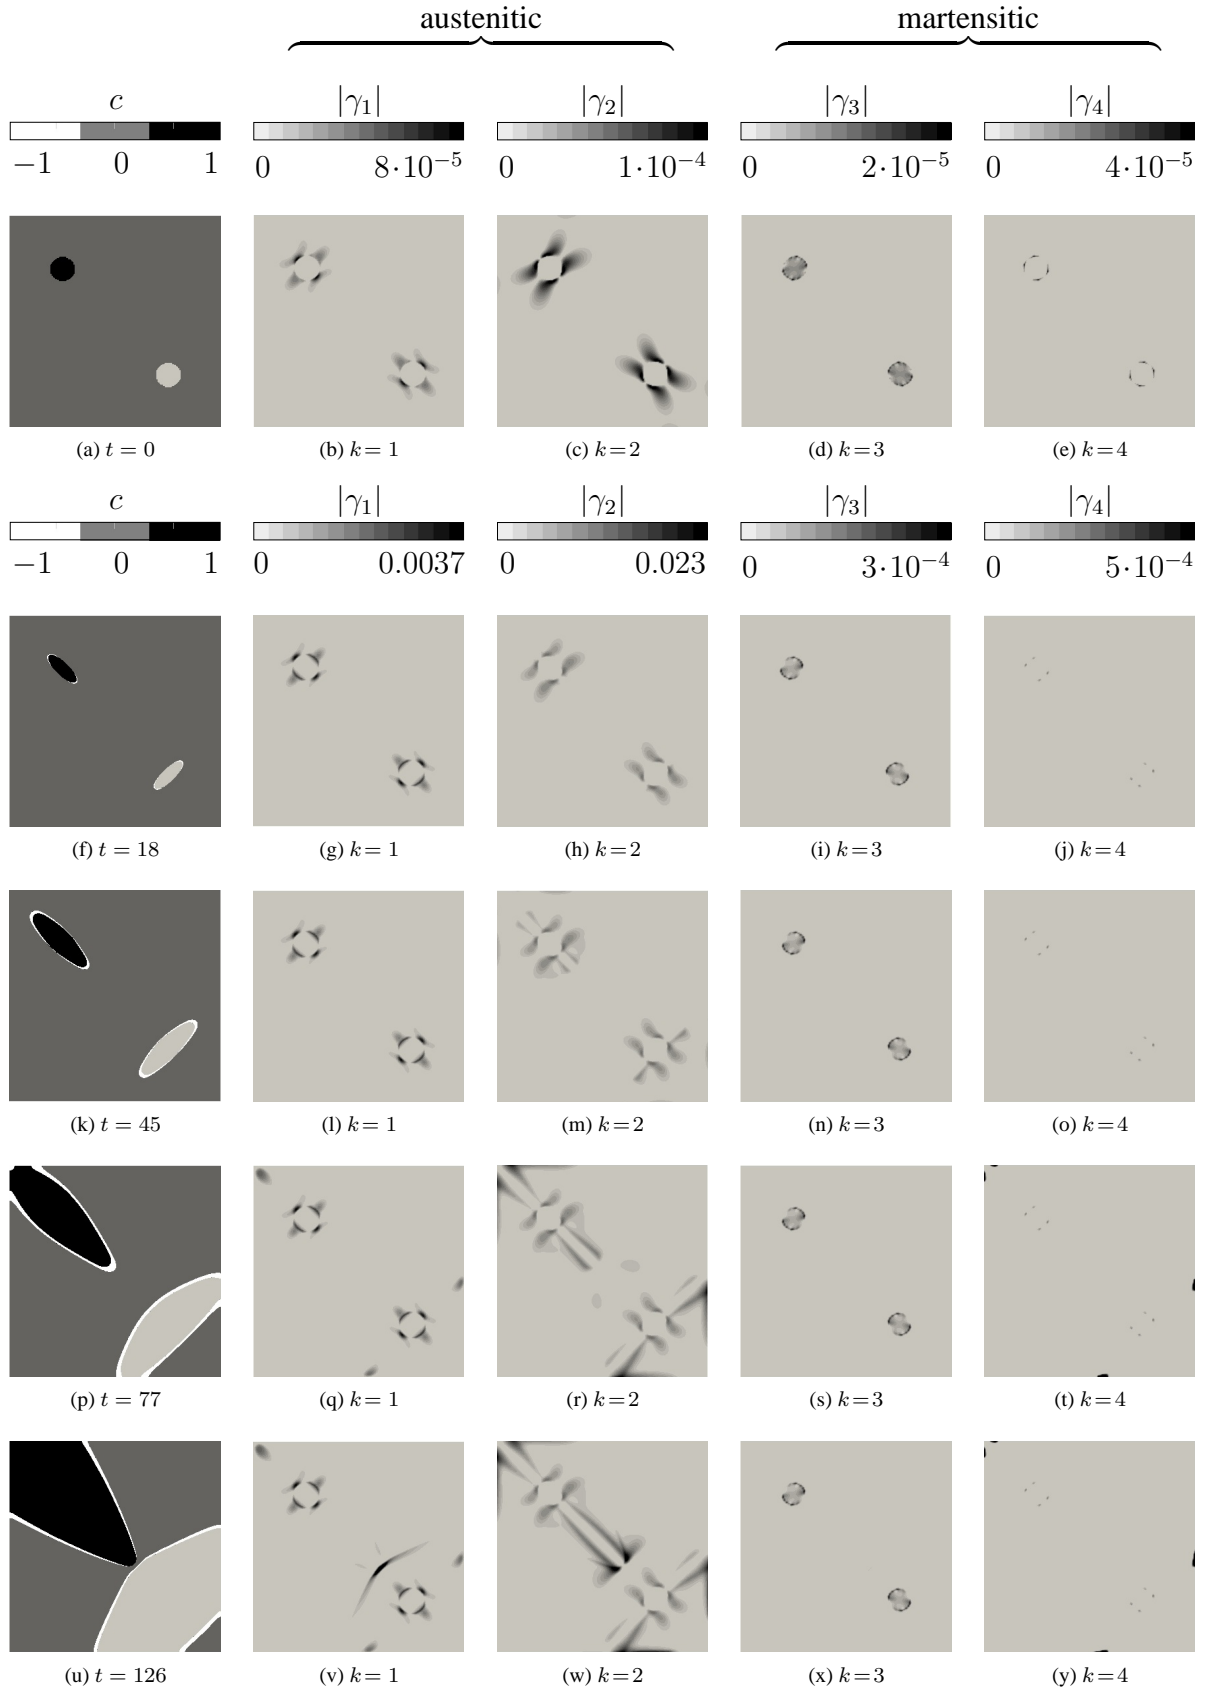 austenitic martensitic
c |γ₁| |γ₂| |γ₃| |γ₄|
−1 0 1 0 8·10⁻⁵ 0 1·10⁻⁴ 0 2·10⁻⁵ 0 4·10⁻⁵
(a) t = 0 (b) k = 1 (c) k = 2 (d) k = 3 (e) k = 4
c |γ₁| |γ₂| |γ₃| |γ₄|
−1 0 1 0 0.0037 0 0.023 0 3·10⁻⁴ 0 5·10⁻⁴
(f) t = 18 (g) k = 1 (h) k = 2 (i) k = 3 (j) k = 4
(k) t = 45 (l) k = 1 (m) k = 2 (n) k = 3 (o) k = 4
(p) t = 77 (q) k = 1 (r) k = 2 (s) k = 3 (t) k = 4
(u) t = 126 (v) k = 1 (w) k = 2 (x) k = 3 (y) k = 4